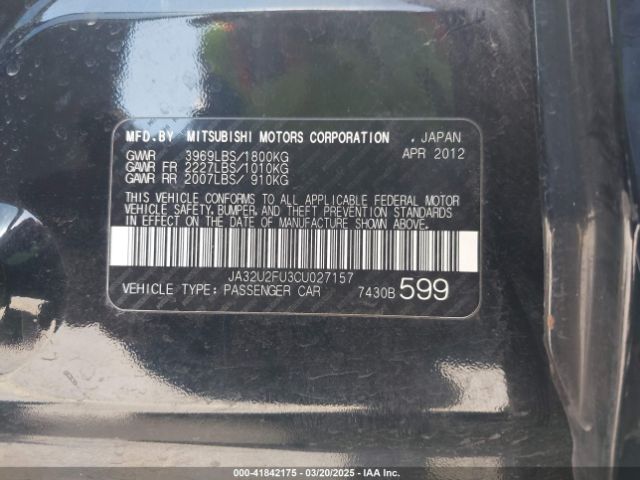 MFD.BY MITSUBISHI MOTORS CORPORATION . JAPAN
GVWR 3969LBS/1800KG APR 2012
GAWR FR 2227LBS/1010KG
GAWR RR 2007LBS/ 910KG
THIS VEHICLE CONFORMS TO ALL APPLICABLE FEDERAL MOTOR
VEHICLE SAFETY, BUMPER, AND THEFT PREVENTION STANDARDS
IN EFFECT ON THE DATE OF MANUFACTURE SHOWN ABOVE.
JA32U2FU3CU027157
VEHICLE TYPE: PASSENGER CAR 7430B 599
000-41842175 — 03/20/2025 — IAA Inc.